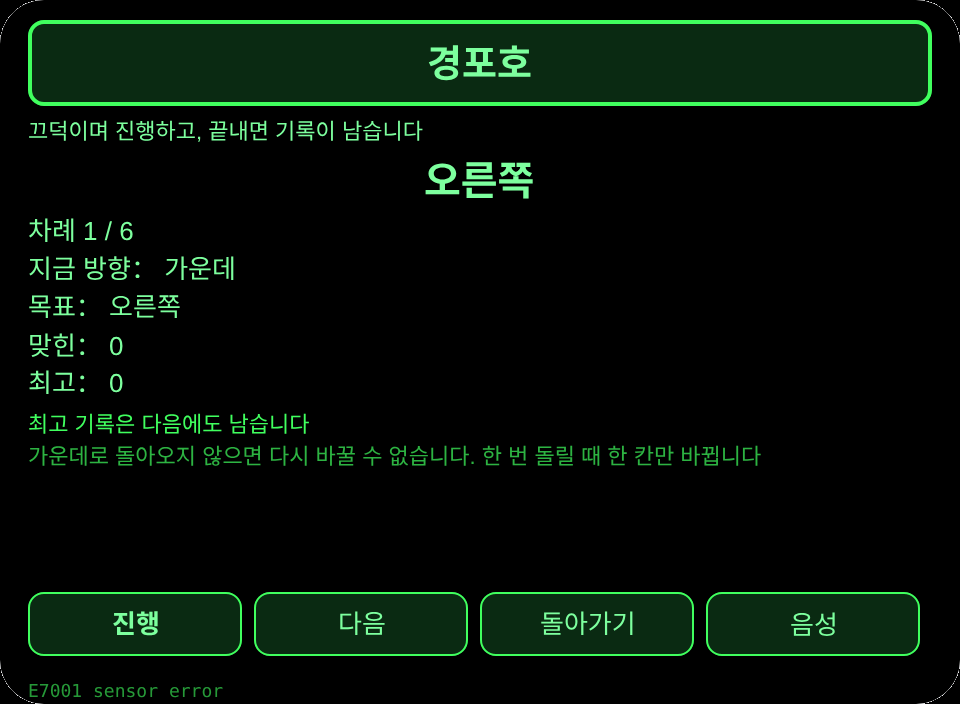 경포호
끄덕이며 진행하고, 끝내면 기록이 남습니다
오른쪽
차례 1 / 6
지금 방향: 가운데
목표: 오른쪽
맞힌: 0
최고: 0
최고 기록은 다음에도 남습니다
가운데로 돌아오지 않으면 다시 바꿀 수 없습니다. 한 번 돌릴 때 한 칸만 바뀝니다
진행 다음 돌아가기 음성
E7001 sensor error